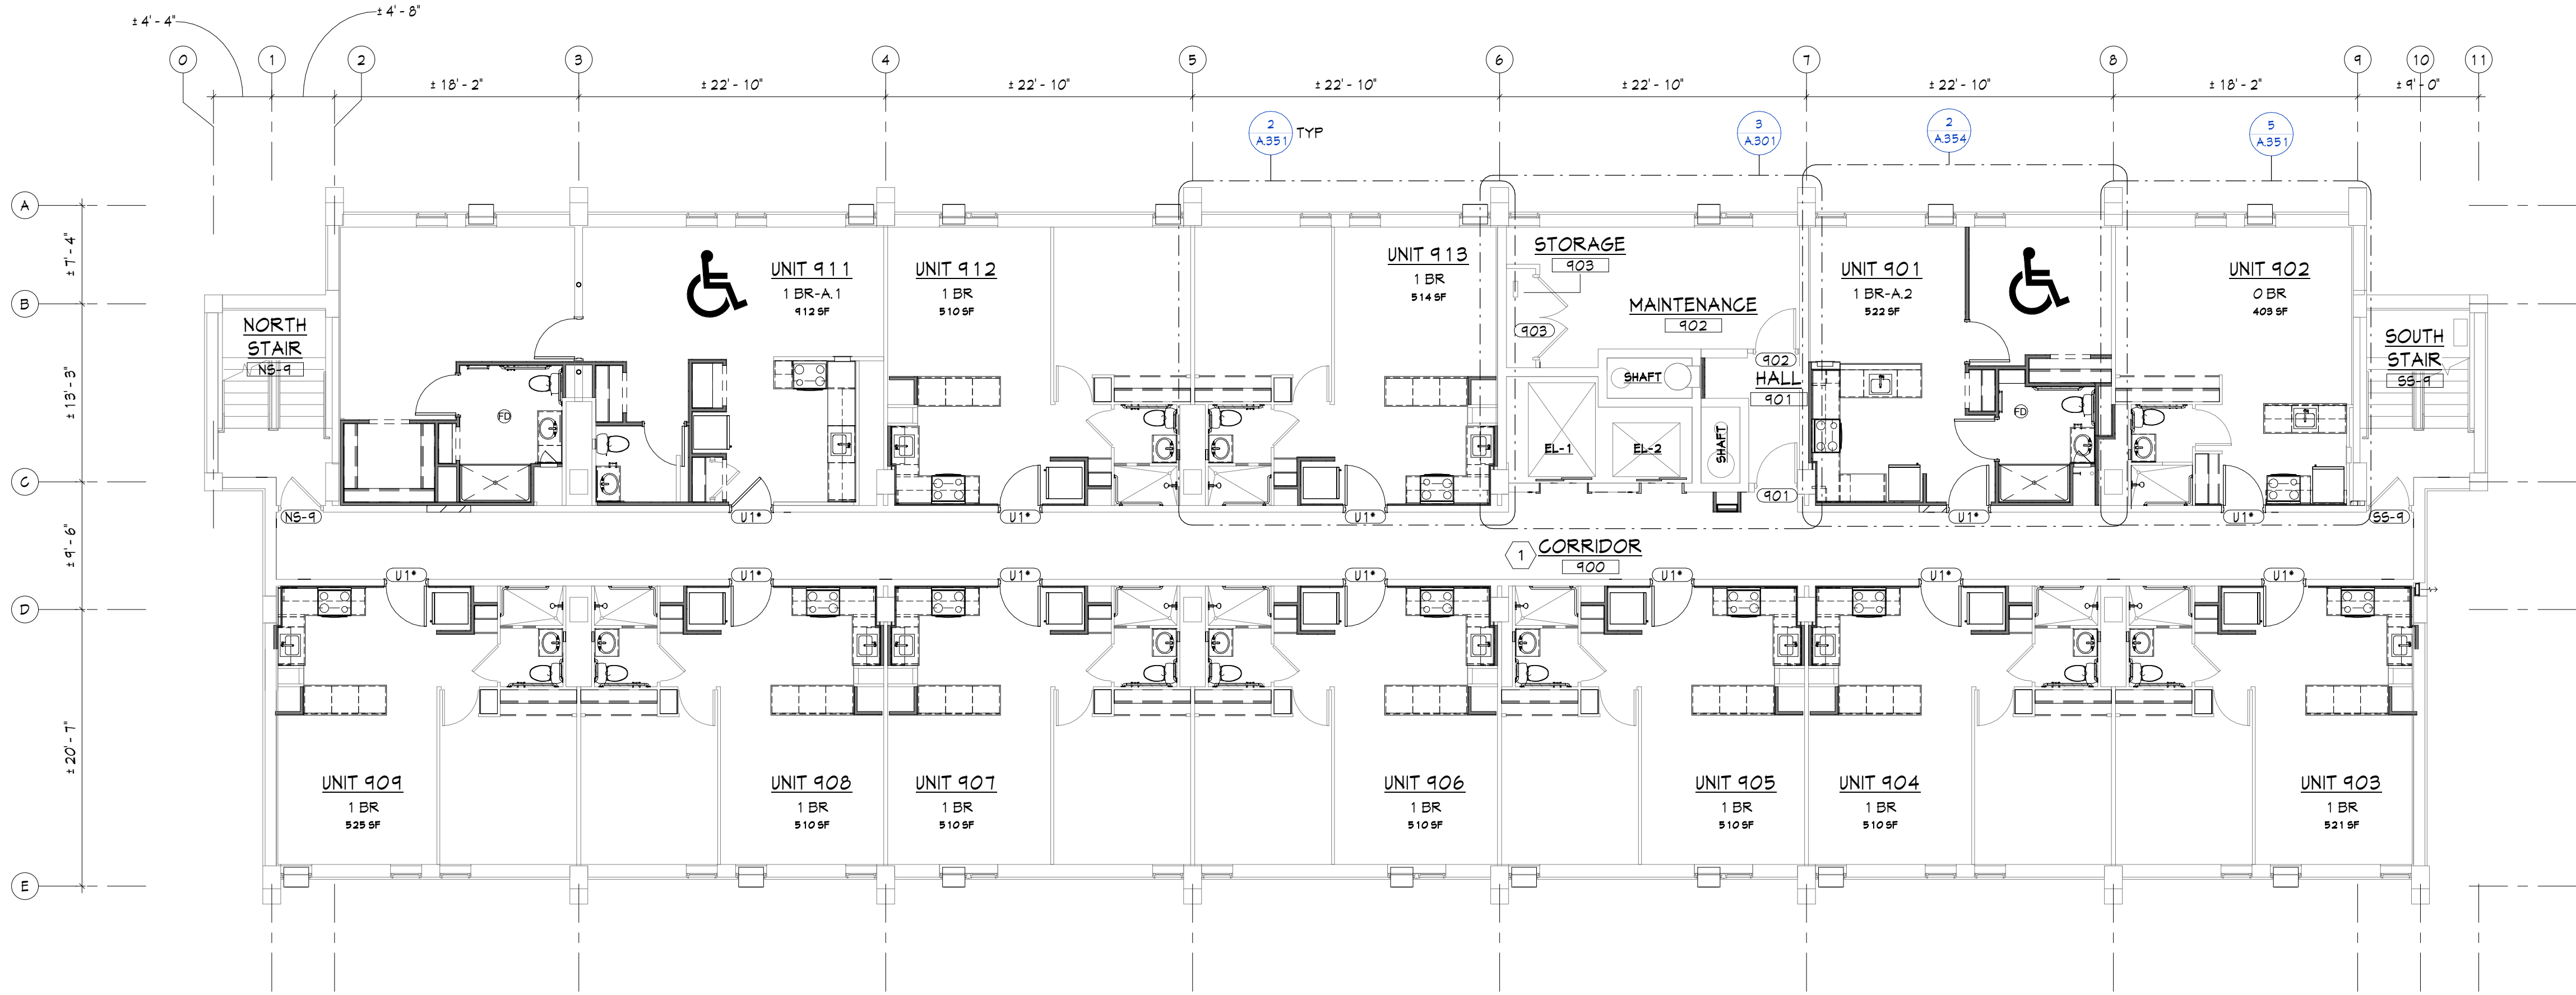 ± 4' - 4"
± 4' - 8"
0
1
2
3
4
5
6
7
8
9
10
11
± 18' - 2"
± 22' - 10"
± 22' - 10"
± 22' - 10"
± 22' - 10"
± 22' - 10"
± 18' - 2"
± 9' - 0"
2
A.351
TYP
3
A.301
2
A.354
5
A.351
A
B
C
D
E
± 7' - 4"
± 13' - 3"
± 9' - 6"
± 20' - 7"
NORTH
STAIR
NS-9
UNIT 911
1 BR-A.1
912 SF
UNIT 912
1 BR
510 SF
UNIT 913
1 BR
514 SF
STORAGE
903
903
MAINTENANCE
902
902
HALL
901
901
SHAFT
SHAFT
EL-1
EL-2
UNIT 901
1 BR-A.2
522 SF
UNIT 902
0 BR
403 SF
SOUTH
STAIR
SS-9
FD
FD
NS-9
U1*
U1*
U1*
U1*
U1*
SS-9
1
CORRIDOR
900
U1*
U1*
U1*
U1*
U1*
U1*
U1*
UNIT 909
1 BR
525 SF
UNIT 908
1 BR
510 SF
UNIT 907
1 BR
510 SF
UNIT 906
1 BR
510 SF
UNIT 905
1 BR
510 SF
UNIT 904
1 BR
510 SF
UNIT 903
1 BR
521 SF